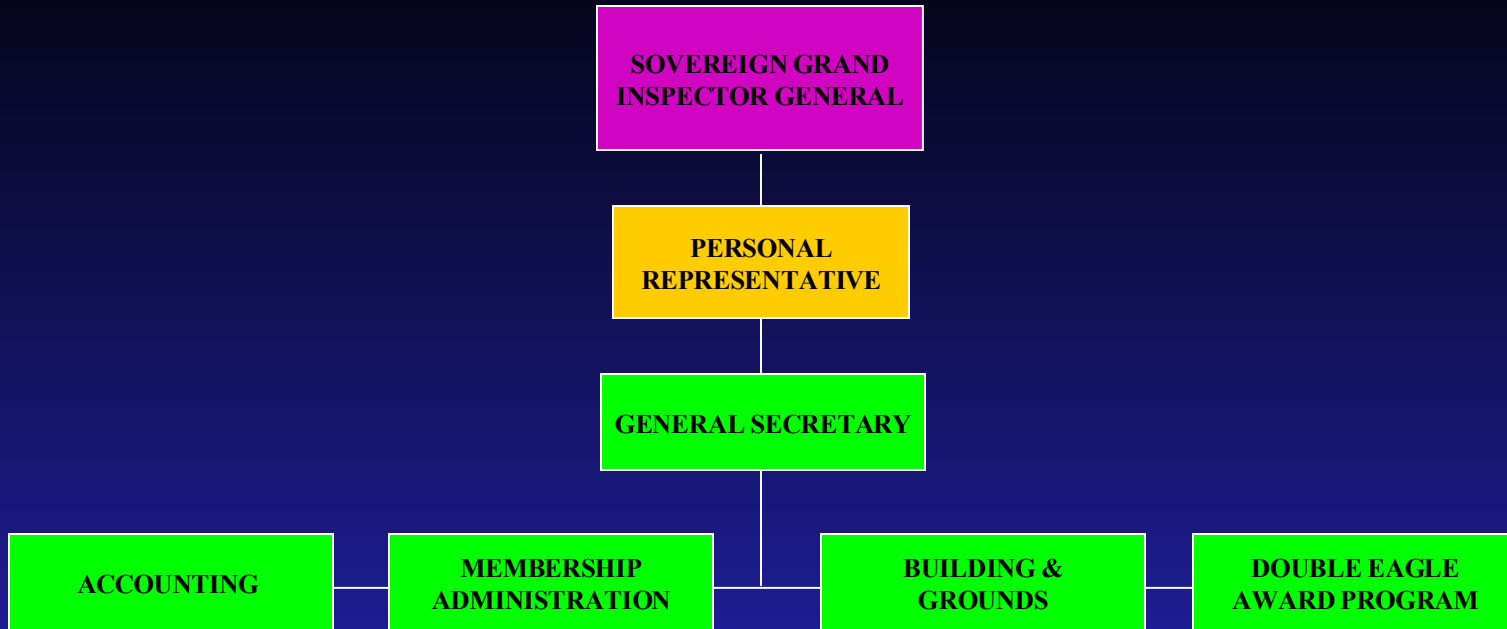 SOVEREIGN GRAND
INSPECTOR GENERAL
PERSONAL
REPRESENTATIVE
GENERAL SECRETARY
ACCOUNTING
MEMBERSHIP
ADMINISTRATION
BUILDING &
GROUNDS
DOUBLE EAGLE
AWARD PROGRAM